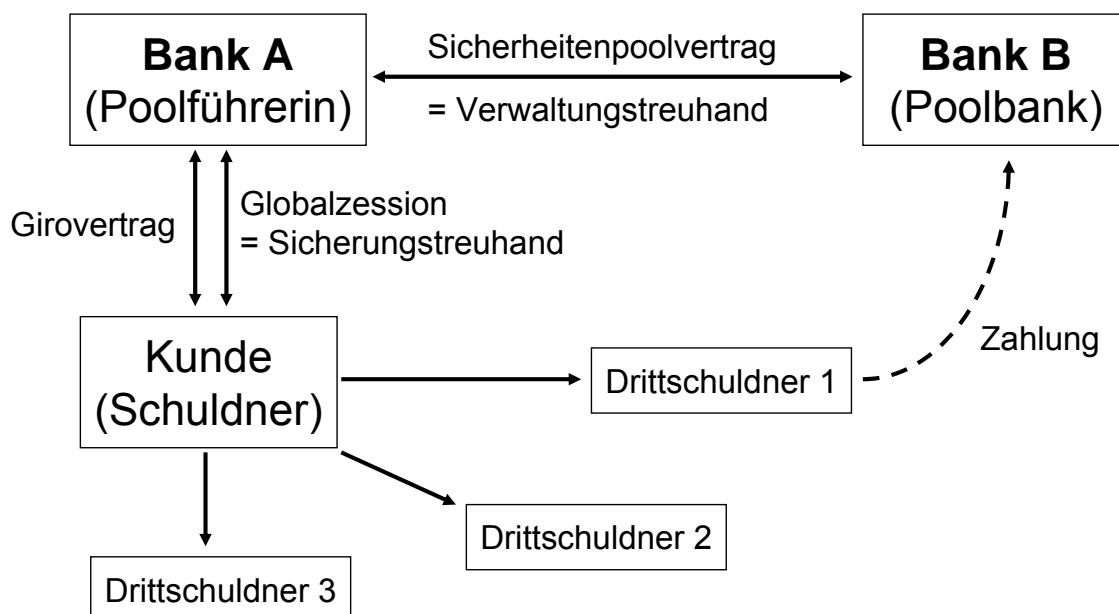 Bank A
(Poolführerin)
Sicherheitenpoolvertrag
= Verwaltungstreuhand
Bank B
(Poolbank)
Girovertrag
Globalzession
= Sicherungstreuhand
Kunde
(Schuldner)
Drittschuldner 1
Zahlung
Drittschuldner 2
Drittschuldner 3